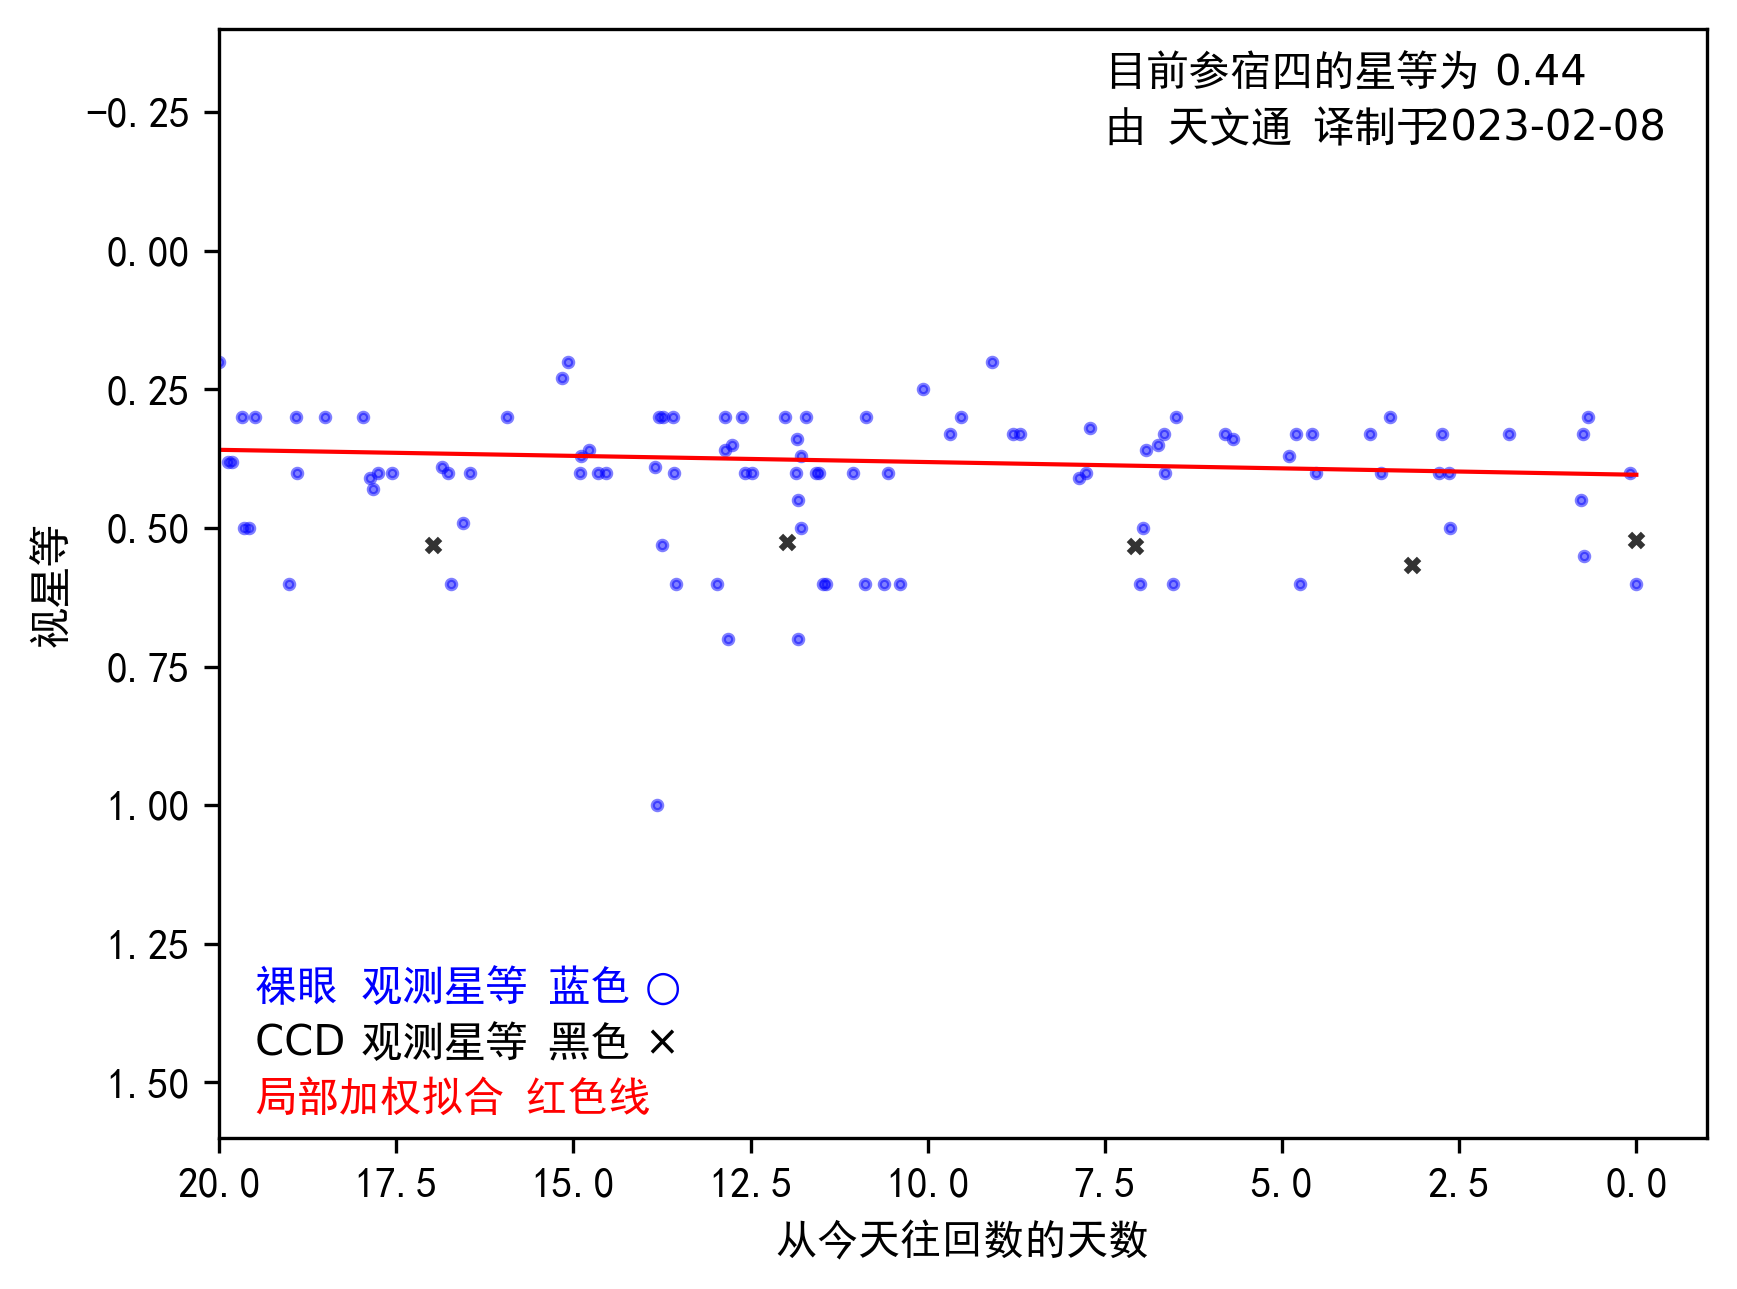 目前参宿四的星等为 0.44
由 天文通 译制于2023-02-08
−0.25
0.00
0.25
0.50
0.75
1.00
1.25
1.50
视星等
裸眼 观测星等 蓝色 ○
CCD 观测星等 黑色 ×
局部加权拟合 红色线
20.0 17.5 15.0 12.5 10.0 7.5 5.0 2.5 0.0
从今天往回数的天数